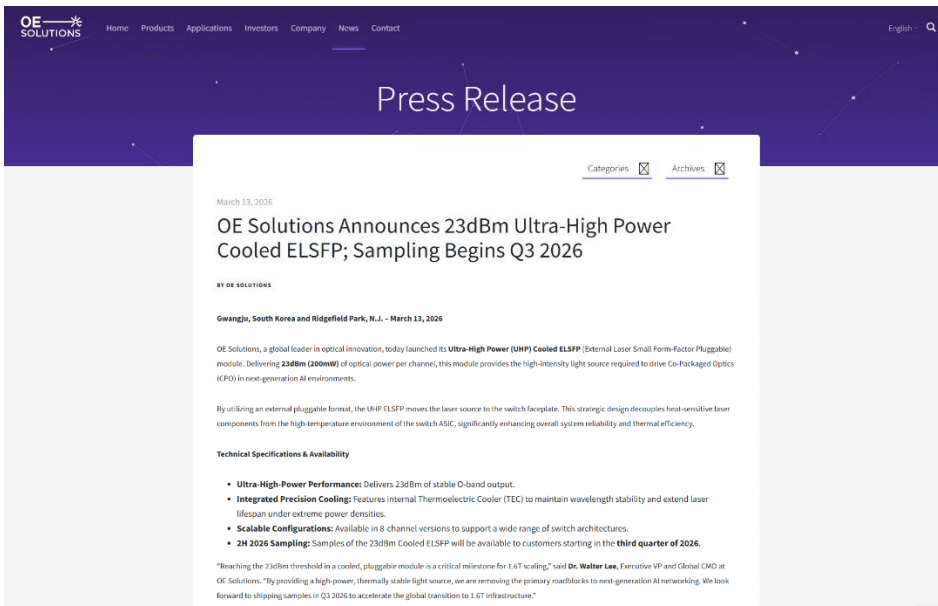 OE
SOLUTIONS
Home Products Applications Investors Company News Contact
English
Press Release
Categories Archives
March 13, 2026
OE Solutions Announces 23dBm Ultra-High Power
Cooled ELSFP; Sampling Begins Q3 2026
BY OE SOLUTIONS
Gwangju, South Korea and Ridgefield Park, N.J. – March 13, 2026
OE Solutions, a global leader in optical innovation, today launched its Ultra-High Power (UHP) Cooled ELSFP (External Laser Small Form-Factor Pluggable)
module. Delivering 23dBm (200mW) of optical power per channel, this module provides the high-intensity light source required to drive Co-Packaged Optics
(CPO) in next-generation AI environments.
By utilizing an external pluggable format, the UHP ELSFP moves the laser source to the switch faceplate. This strategic design decouples heat-sensitive laser
components from the high-temperature environment of the switch ASIC, significantly enhancing overall system reliability and thermal efficiency.
Technical Specifications & Availability
• Ultra-High-Power Performance: Delivers 23dBm of stable O-band output.
• Integrated Precision Cooling: Features internal Thermoelectric Cooler (TEC) to maintain wavelength stability and extend laser
lifespan under extreme power densities.
• Scalable Configurations: Available in 8-channel versions to support a wide range of switch architectures.
• 2H 2026 Sampling: Samples of the 23dBm Cooled ELSFP will be available to customers starting in the third quarter of 2026.
"Reaching the 23dBm threshold in a cooled, pluggable module is a critical milestone for 1.6T scaling," said Dr. Walter Lee, Executive VP and Global CMO at
OE Solutions. "By providing a high-power, thermally stable light source, we are removing the primary roadblocks to next-generation AI networking. We look
forward to shipping samples in Q3 2026 to accelerate the global transition to 1.6T infrastructure."